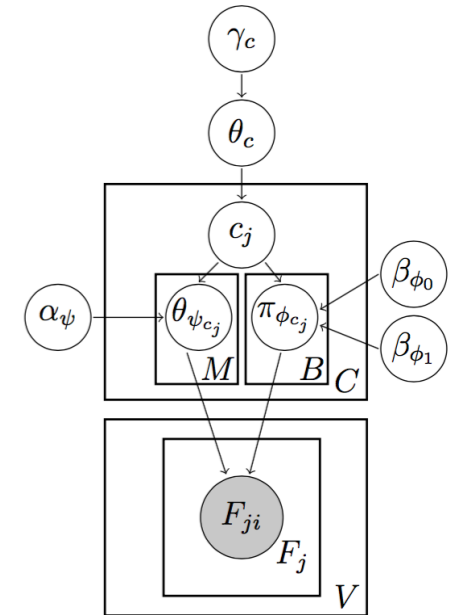 γ_c
θ_c
c_j
β_{ϕ_0}
α_ψ
θ_{ψ_{c_j}}
π_{ϕ_{c_j}}
β_{ϕ_1}
M
B
C
F_{ji}
F_j
V